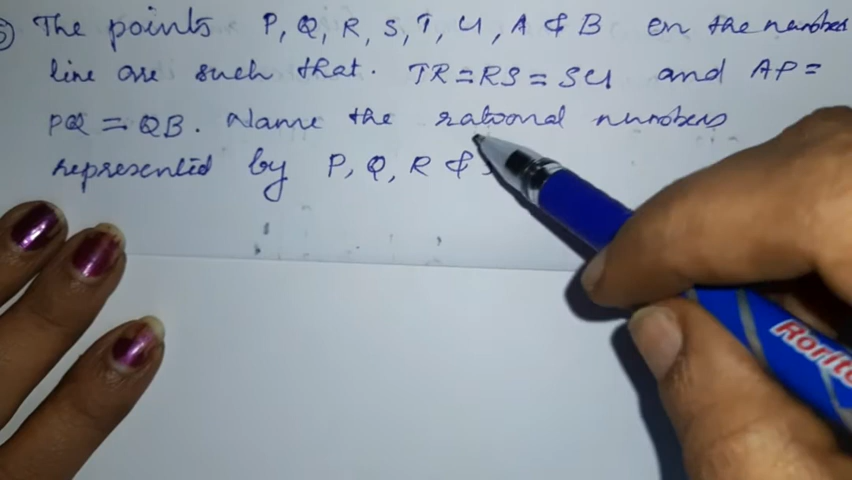 The points P, Q, R, S, T, U, A & B on the number
line are such that. TR=RS=SU and AP=
PQ=QB. Name the rational numbers
represented by P, Q, R &
Rorito